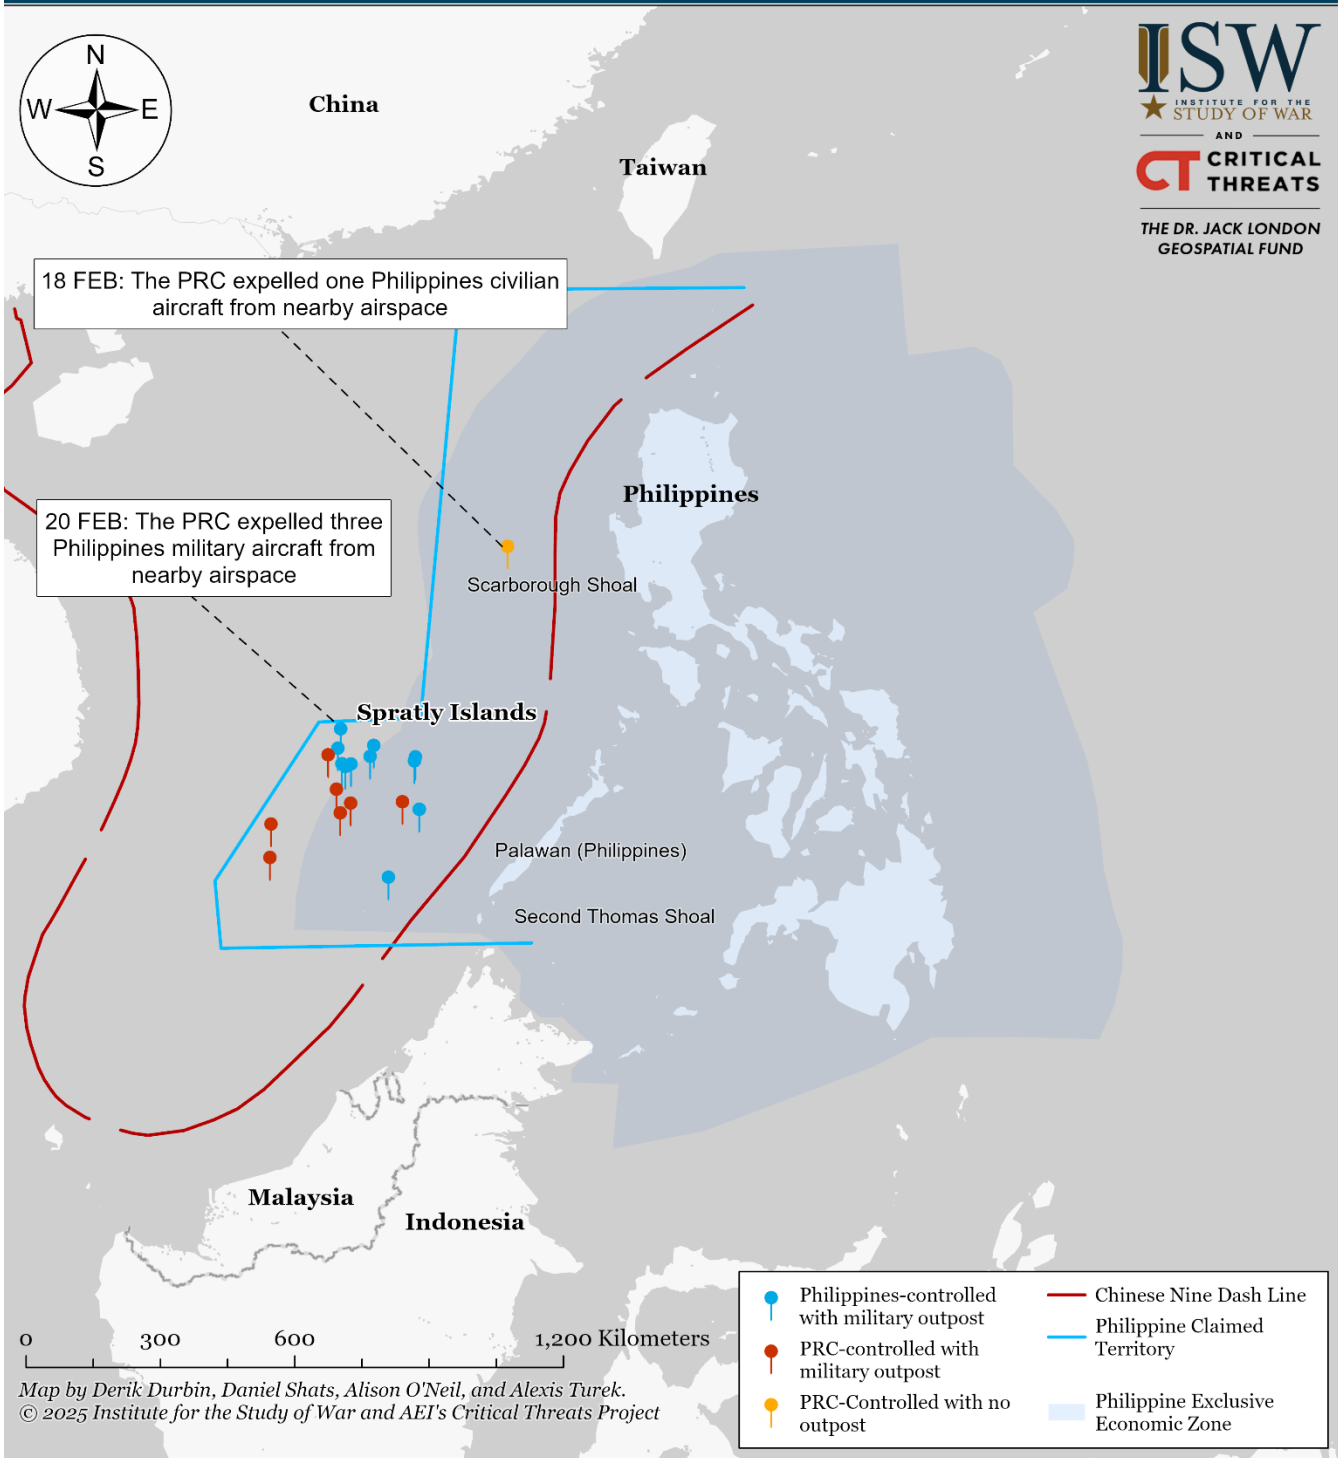 N
W
E
S
China
Taiwan
ISW
INSTITUTE FOR THE
STUDY OF WAR
AND
CT CRITICAL
THREATS
THE DR. JACK LONDON
GEOSPATIAL FUND
18 FEB: The PRC expelled one Philippines civilian
aircraft from nearby airspace
20 FEB: The PRC expelled three
Philippines military aircraft from
nearby airspace
Philippines
Scarborough Shoal
Spratly Islands
Palawan (Philippines)
Second Thomas Shoal
Malaysia
Indonesia
0 300 600 1,200 Kilometers
Map by Derik Durbin, Daniel Shats, Alison O'Neil, and Alexis Turek.
© 2025 Institute for the Study of War and AEI's Critical Threats Project
Philippines-controlled
with military outpost
PRC-controlled with
military outpost
PRC-Controlled with no
outpost
Chinese Nine Dash Line
Philippine Claimed
Territory
Philippine Exclusive
Economic Zone